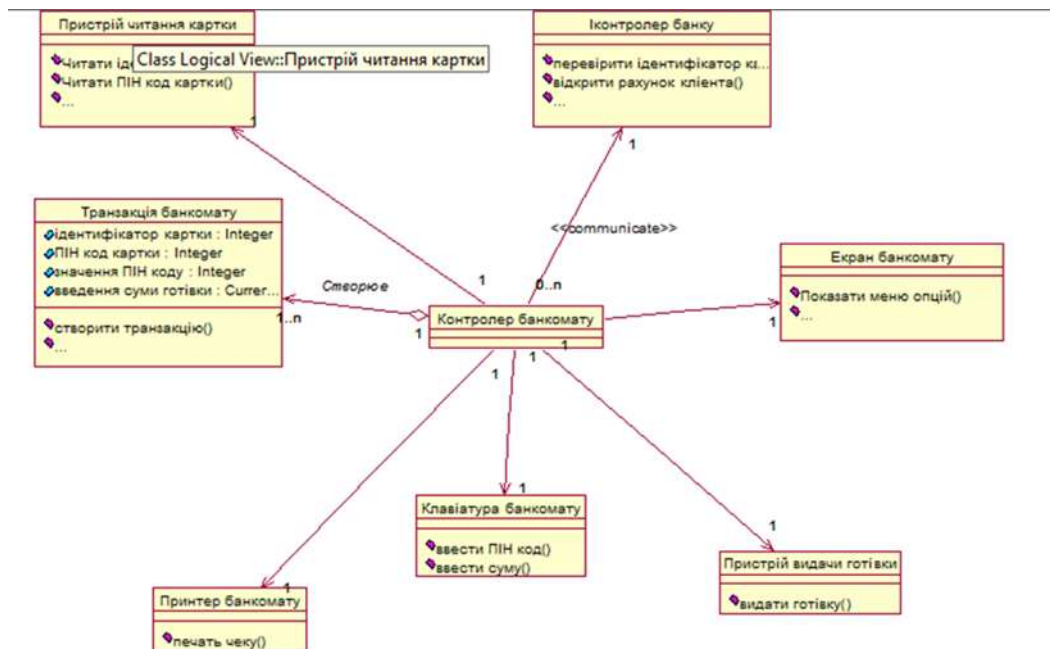 Пристрій читання картки
Читати іде
Class Logical View::Пристрій читання картки
Читати ПІН код картки()
...
1
Іконтролер банку
перевірити ідентифікатор ка...
відкрити рахунок кліента()
...
1
Транзакція банкомату
ідентифікатор картки : Integer
ПІН код картки : Integer
значення ПІН коду : Integer
введення суми готівки : Currer...
створити транзакцію()
...
Створює
1..n
1
<<communicate>>
1
0..n
Контролер банкомату
1
1
1
Екран банкомату
Показати меню опцій()
...
1
Клавіатура банкомату
ввести ПІН код()
ввести суму()
1
Пристрій видачи готівки
видати готівку()
1
Принтер банкомату
печать чеку()
1